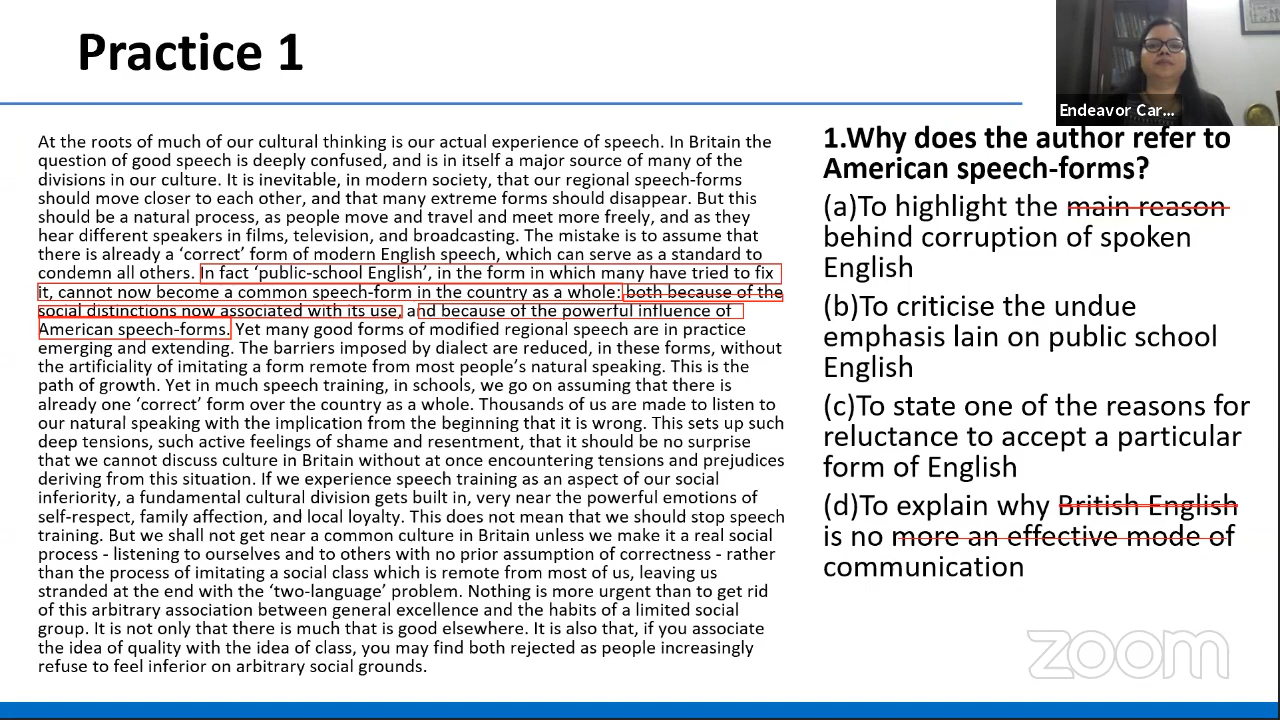 Practice 1
Endeavor Car...
At the roots of much of our cultural thinking is our actual experience of speech. In Britain the
question of good speech is deeply confused, and is in itself a major source of many of the
divisions in our culture. It is inevitable, in modern society, that our regional speech-forms
should move closer to each other, and that many extreme forms should disappear. But this
should be a natural process, as people move and travel and meet more freely, and as they
hear different speakers in films, television, and broadcasting. The mistake is to assume that
there is already a ‘correct’ form of modern English speech, which can serve as a standard to
condemn all others. In fact ‘public-school English’, in the form in which many have tried to fix
it, cannot now become a common speech-form in the country as a whole: both because of the
social distinctions now associated with its use, and because of the powerful influence of
American speech-forms. Yet many good forms of modified regional speech are in practice
emerging and extending. The barriers imposed by dialect are reduced, in these forms, without
the artificiality of imitating a form remote from most people’s natural speaking. This is the
path of growth. Yet in much speech training, in schools, we go on assuming that there is
already one ‘correct’ form over the country as a whole. Thousands of us are made to listen to
our natural speaking with the implication from the beginning that it is wrong. This sets up such
deep tensions, such active feelings of shame and resentment, that it should be no surprise
that we cannot discuss culture in Britain without at once encountering tensions and prejudices
deriving from this situation. If we experience speech training as an aspect of our social
inferiority, a fundamental cultural division gets built in, very near the powerful emotions of
self-respect, family affection, and local loyalty. This does not mean that we should stop speech
training. But we shall not get near a common culture in Britain unless we make it a real social
process - listening to ourselves and to others with no prior assumption of correctness - rather
than the process of imitating a social class which is remote from most of us, leaving us
stranded at the end with the ‘two-language’ problem. Nothing is more urgent than to get rid
of this arbitrary association between general excellence and the habits of a limited social
group. It is not only that there is much that is good elsewhere. It is also that, if you associate
the idea of quality with the idea of class, you may find both rejected as people increasingly
refuse to feel inferior on arbitrary social grounds.
1.Why does the author refer to
American speech-forms?
(a)To highlight the main reason
behind corruption of spoken
English
(b)To criticise the undue
emphasis lain on public school
English
(c)To state one of the reasons for
reluctance to accept a particular
form of English
(d)To explain why British English
is no more an effective mode of
communication
zoom